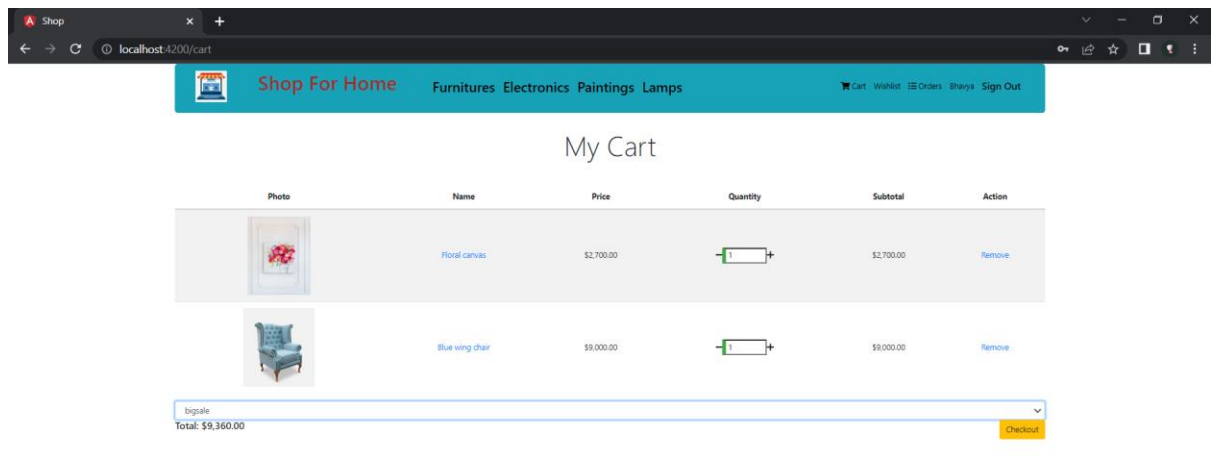 Shop
localhost:4200/cart
Shop For Home Furnitures Electronics Paintings Lamps Cart Wishlist Orders Bhavya Sign Out
My Cart
Photo Name Price Quantity Subtotal Action
Floral canvas $2,700.00 1 $2,700.00 Remove
Blue wing chair $9,000.00 1 $9,000.00 Remove
bigsale
Total: $9,360.00
Checkout